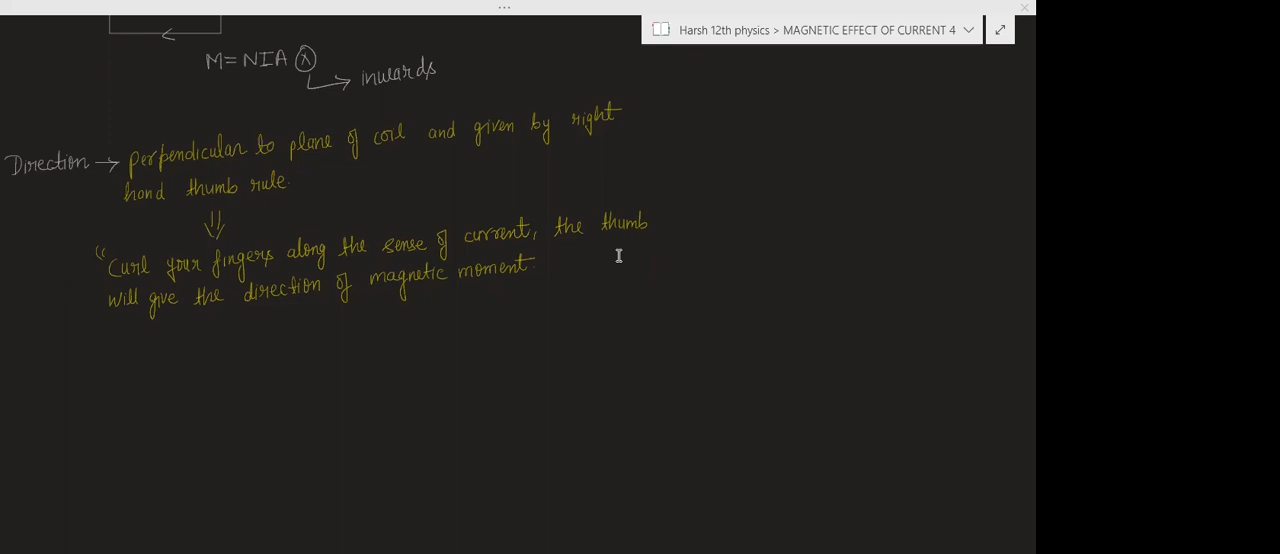 Harsh 12th physics > MAGNETIC EFFECT OF CURRENT 4
M = NIA ⊗
inwards
Direction → perpendicular to plane of coil and given by right
hand thumb rule.
"Curl your fingers along the sense of current, the thumb
will give the direction of magnetic moment.